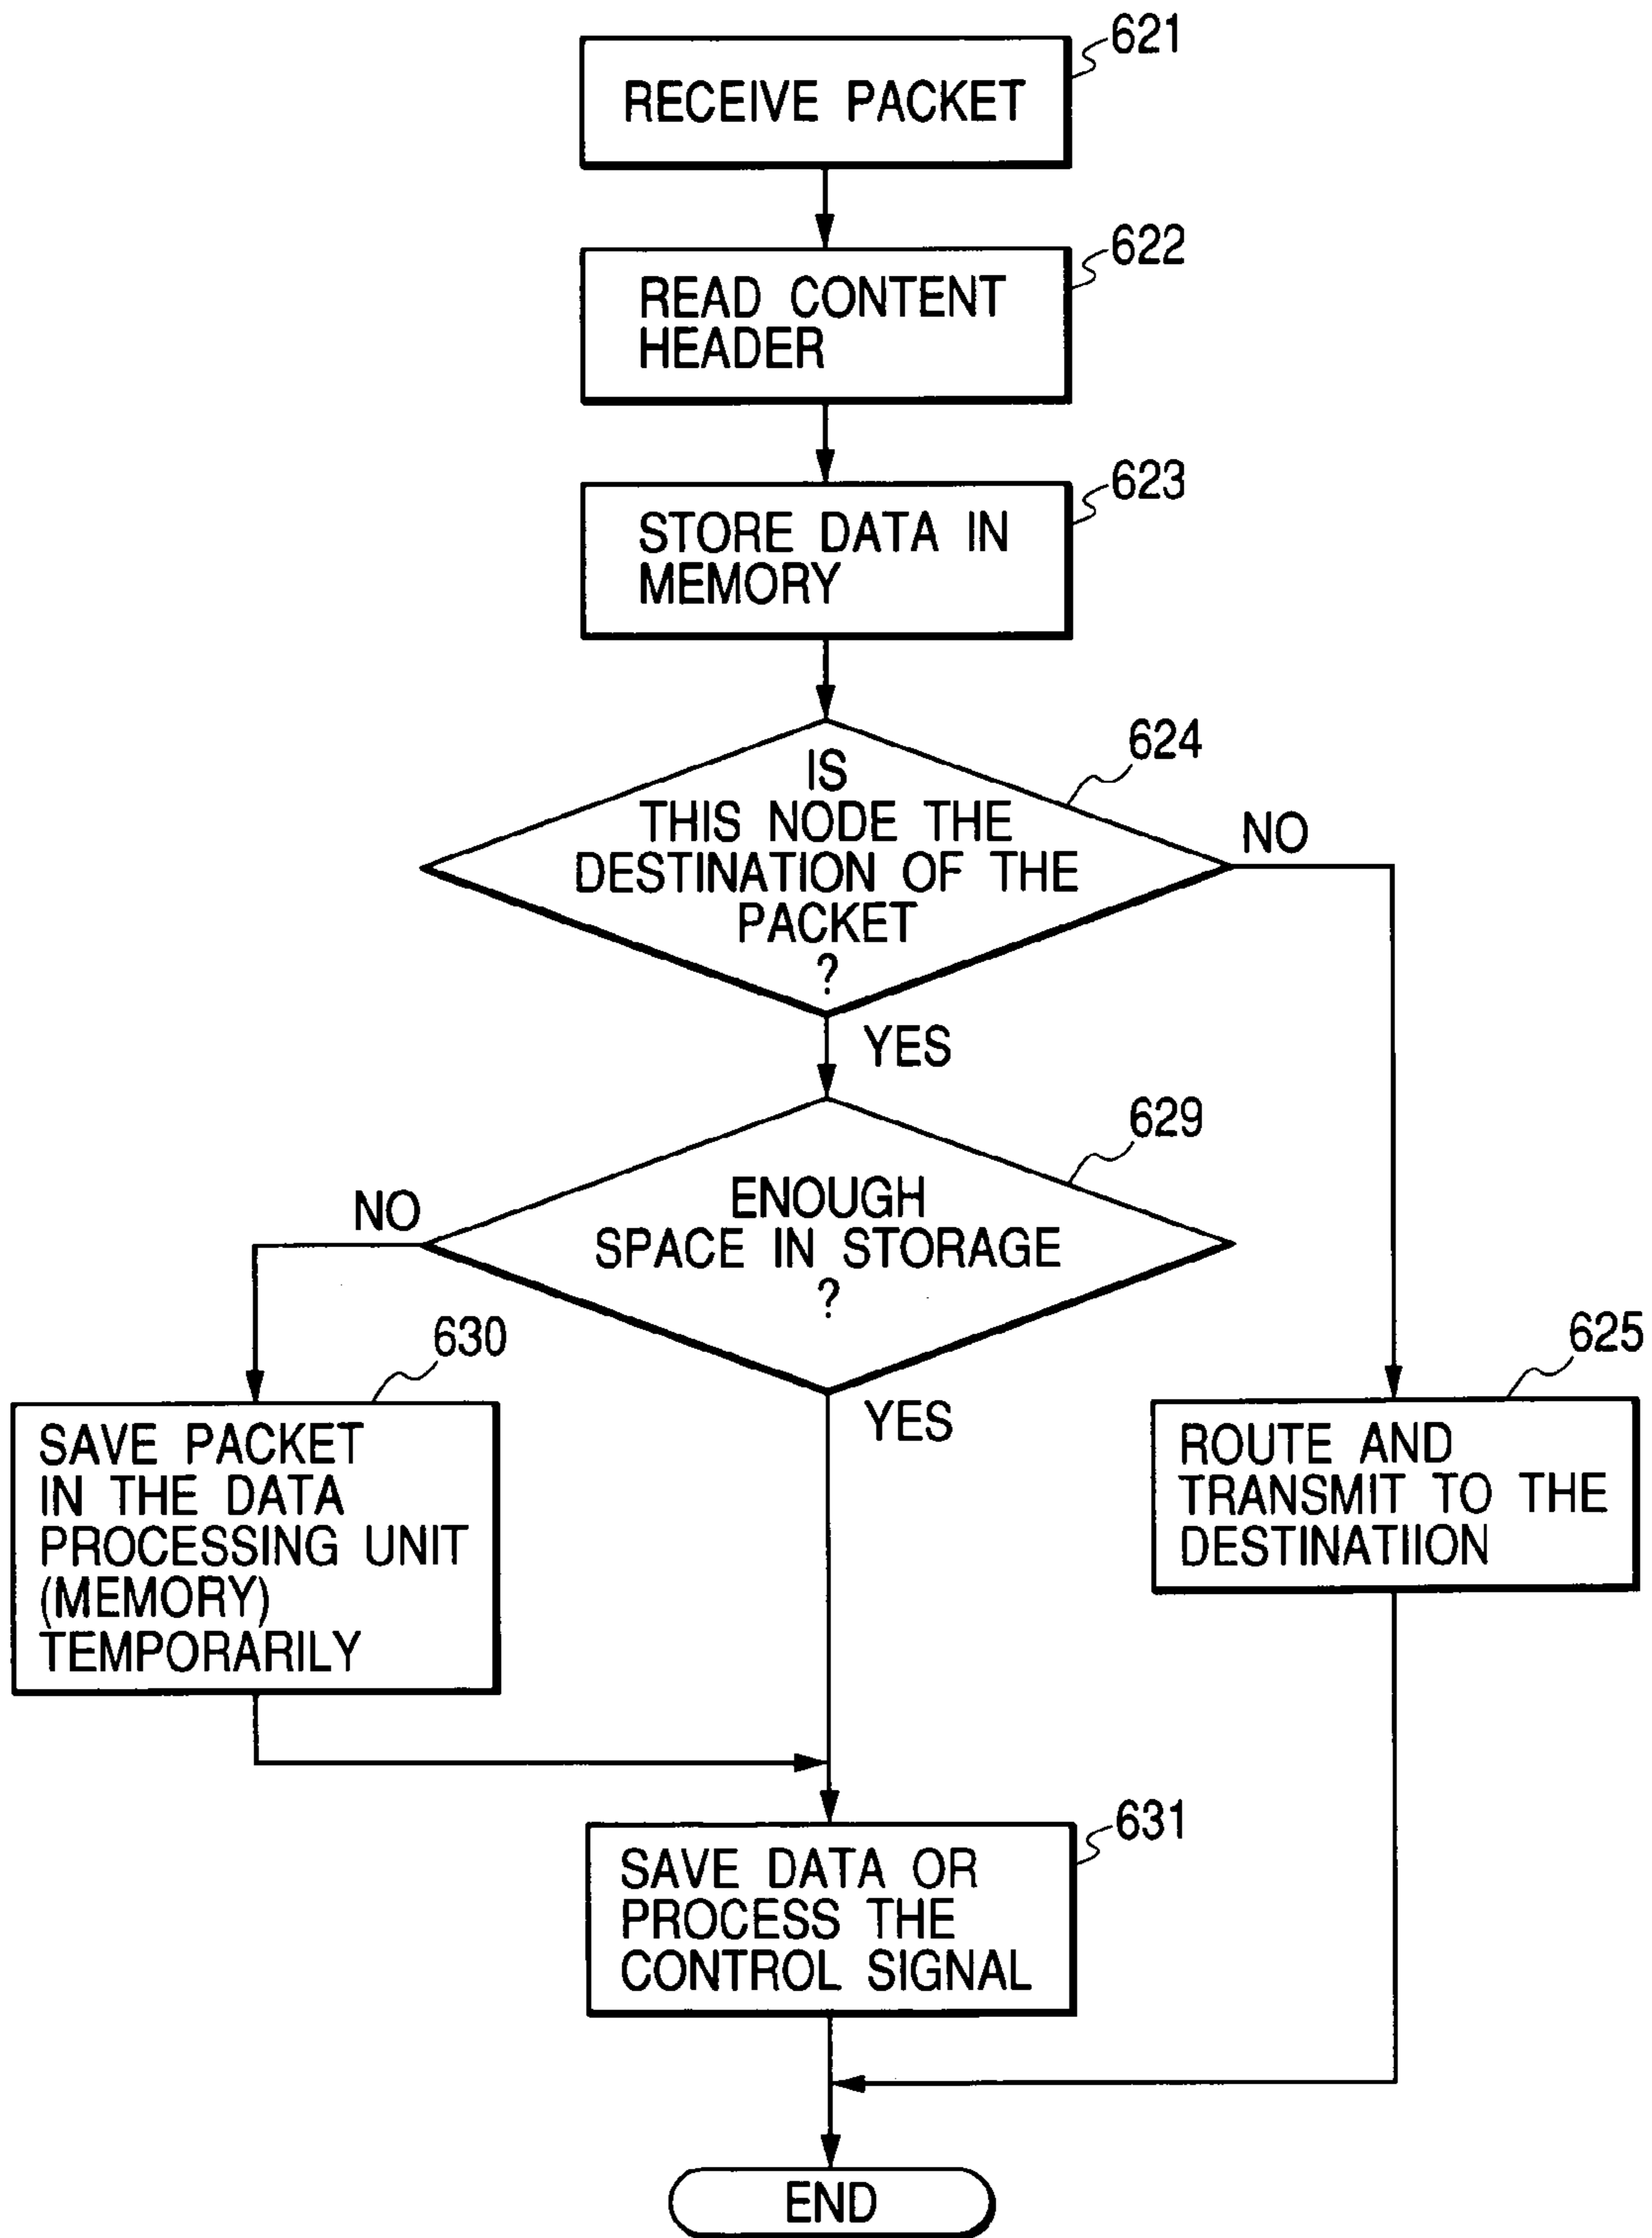 621
RECEIVE PACKET
622
READ CONTENT
HEADER
623
STORE DATA IN
MEMORY
624
IS
THIS NODE THE
DESTINATION OF THE
PACKET
?
NO
YES
629
ENOUGH
SPACE IN STORAGE
?
NO
YES
630
SAVE PACKET
IN THE DATA
PROCESSING UNIT
(MEMORY)
TEMPORARILY
625
ROUTE AND
TRANSMIT TO THE
DESTINATIION
631
SAVE DATA OR
PROCESS THE
CONTROL SIGNAL
END